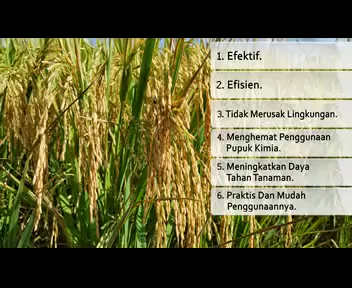 1. Efektif.
2. Efisien.
3. Tidak Merusak Lingkungan.
4. Menghemat Penggunaan
Pupuk Kimia.
5. Meningkatkan Daya
Tahan Tanaman.
6. Praktis Dan Mudah
Penggunaannya.